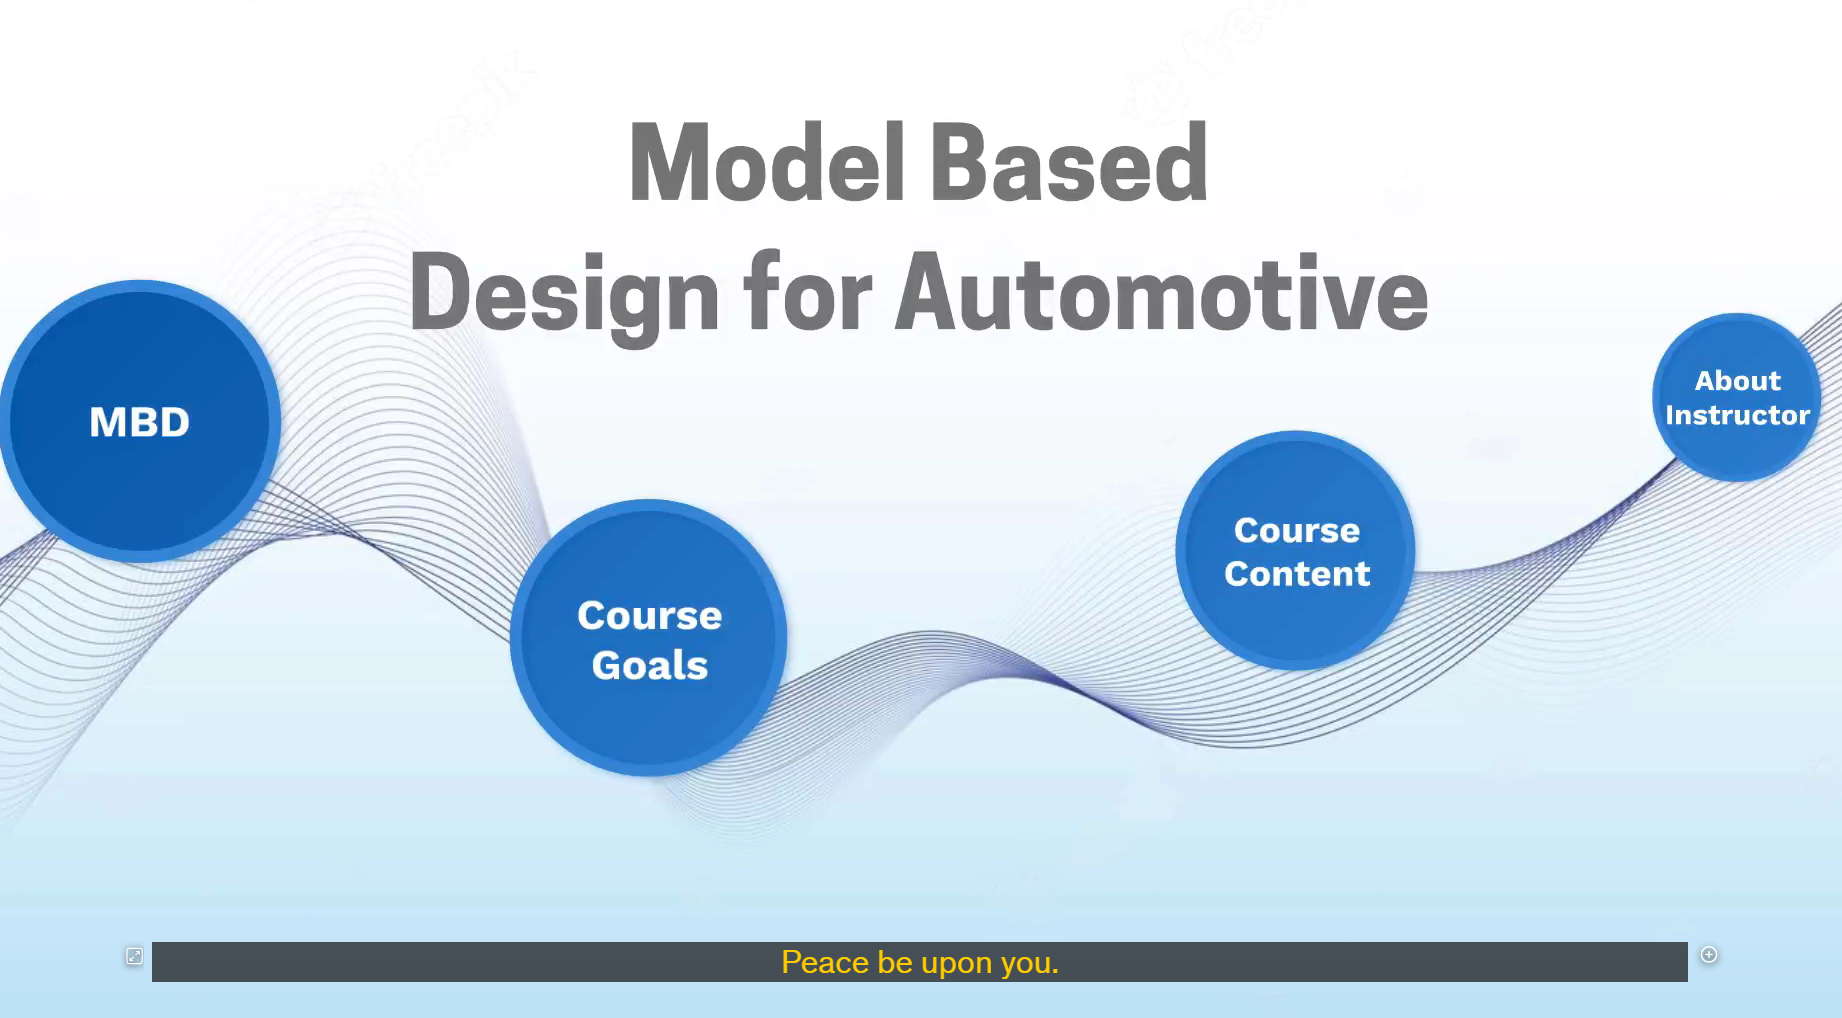 Model Based
Design for Automotive
MBD
Course
Goals
Course
Content
About
Instructor
Peace be upon you.